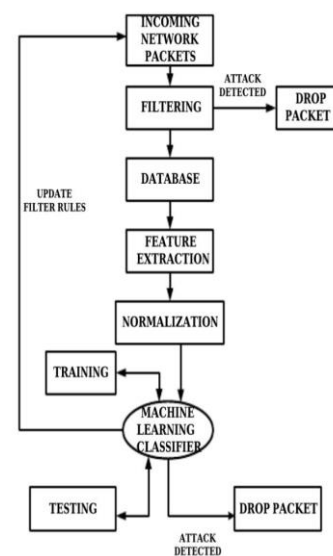 INCOMING
NETWORK
PACKETS
ATTACK
DETECTED
FILTERING
DROP
PACKET
DATABASE
UPDATE
FILTER RULES
FEATURE
EXTRACTION
NORMALIZATION
TRAINING
MACHINE
LEARNING
CLASSIFIER
TESTING
DROP PACKET
ATTACK
DETECTED